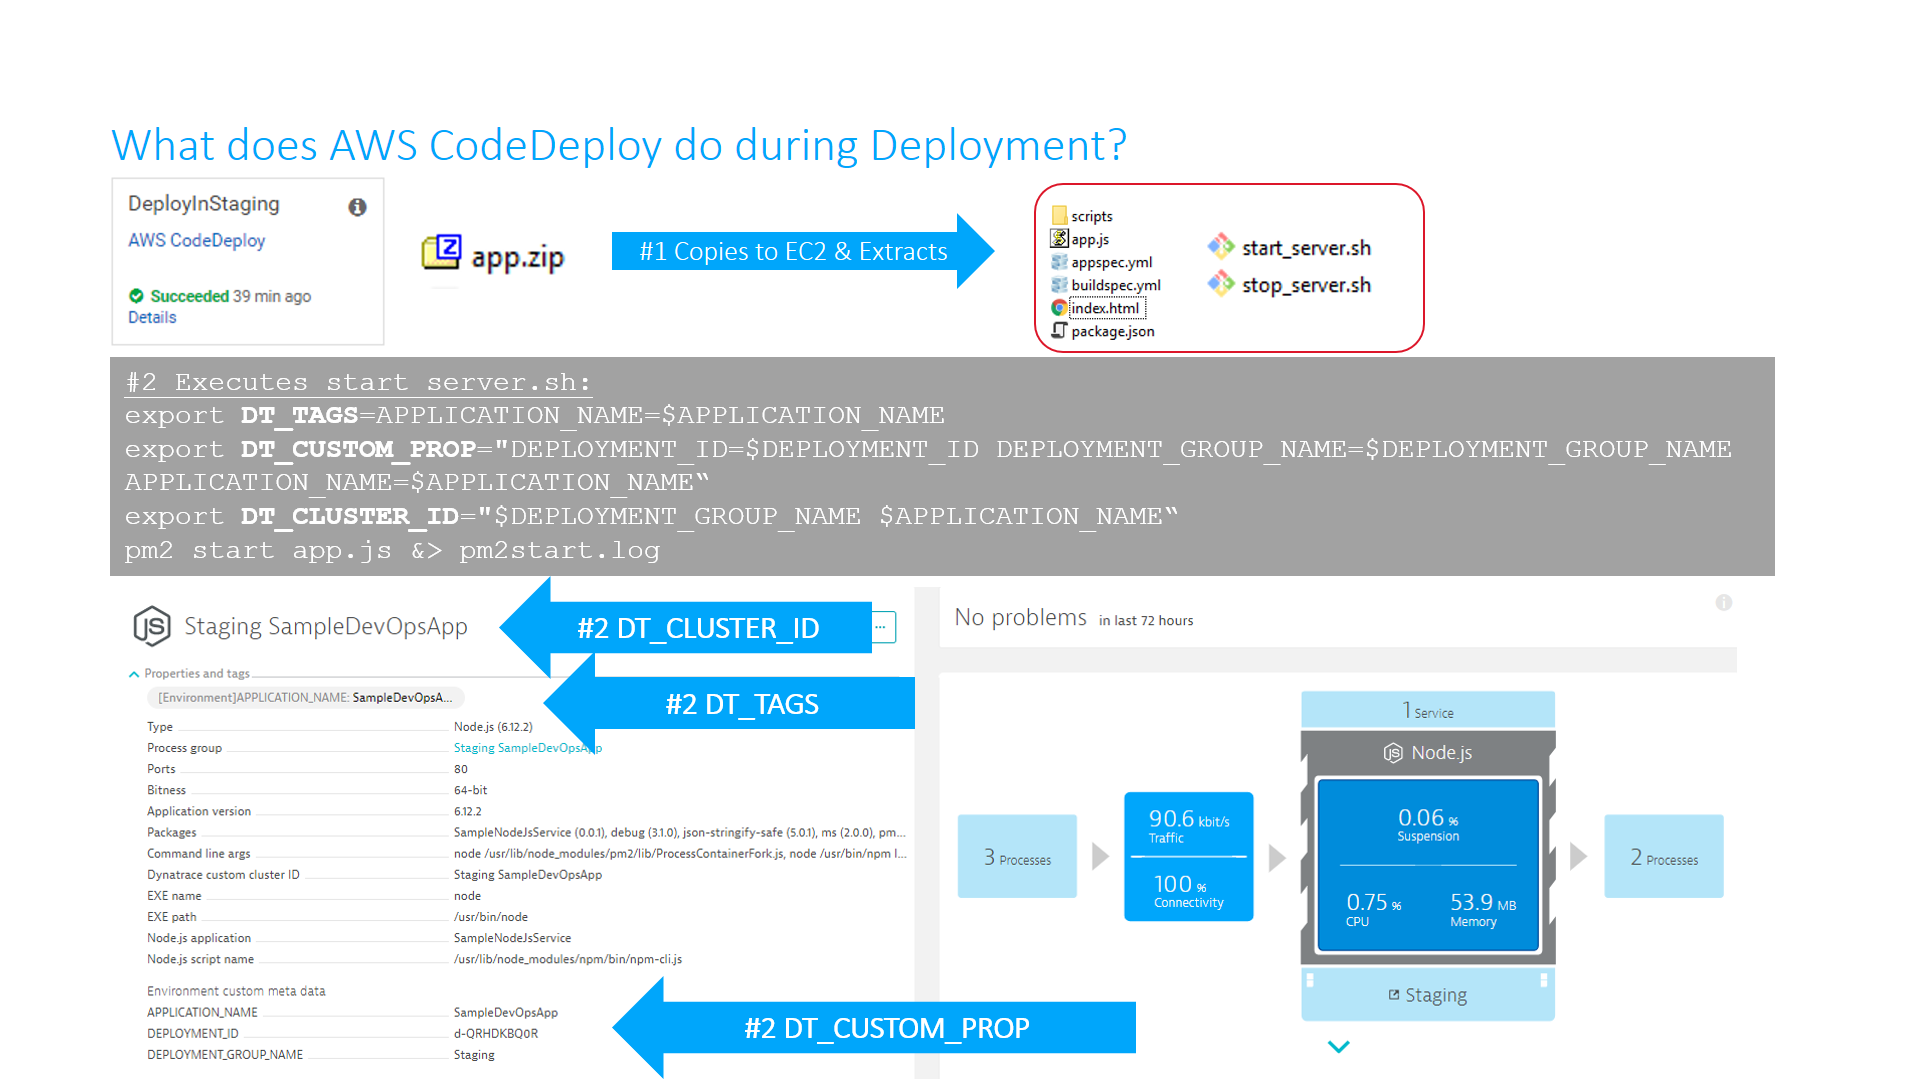 What does AWS CodeDeploy do during Deployment?
DeployInStaging
AWS CodeDeploy
Succeeded 39 min ago
Details
app.zip
#1 Copies to EC2 & Extracts
scripts
app.js
appspec.yml
buildspec.yml
index.html
package.json
start_server.sh
stop_server.sh
#2 Executes start server.sh:
export DT_TAGS=APPLICATION_NAME=$APPLICATION_NAME
export DT_CUSTOM_PROP="DEPLOYMENT_ID=$DEPLOYMENT_ID DEPLOYMENT_GROUP_NAME=$DEPLOYMENT_GROUP_NAME
APPLICATION_NAME=$APPLICATION_NAME“
export DT_CLUSTER_ID="$DEPLOYMENT_GROUP_NAME $APPLICATION_NAME“
pm2 start app.js &> pm2start.log
Staging SampleDevOpsApp
#2 DT_CLUSTER_ID
...
Properties and tags
[Environment]APPLICATION_NAME: SampleDevOpsA...
#2 DT_TAGS
Type Node.js (6.12.2)
Process group Staging SampleDevOpsApp
Ports 80
Bitness 64-bit
Application version 6.12.2
Packages SampleNodeJsService (0.0.1), debug (3.1.0), json-stringify-safe (5.0.1), ms (2.0.0), pm...
Command line args node /usr/lib/node_modules/pm2/lib/ProcessContainerFork.js, node /usr/bin/npm l...
Dynatrace custom cluster ID Staging SampleDevOpsApp
EXE name node
EXE path /usr/bin/node
Node.js application SampleNodeJsService
Node.js script name /usr/lib/node_modules/npm/bin/npm-cli.js
Environment custom meta data
APPLICATION_NAME SampleDevOpsApp
DEPLOYMENT_ID d-QRHDKBQ0R
DEPLOYMENT_GROUP_NAME Staging
#2 DT_CUSTOM_PROP
No problems in last 72 hours
3 Processes
90.6 kbit/s
Traffic
100 %
Connectivity
1 Service
JS Node.js
0.06 %
Suspension
0.75 %
CPU
53.9 MB
Memory
Staging
2 Processes